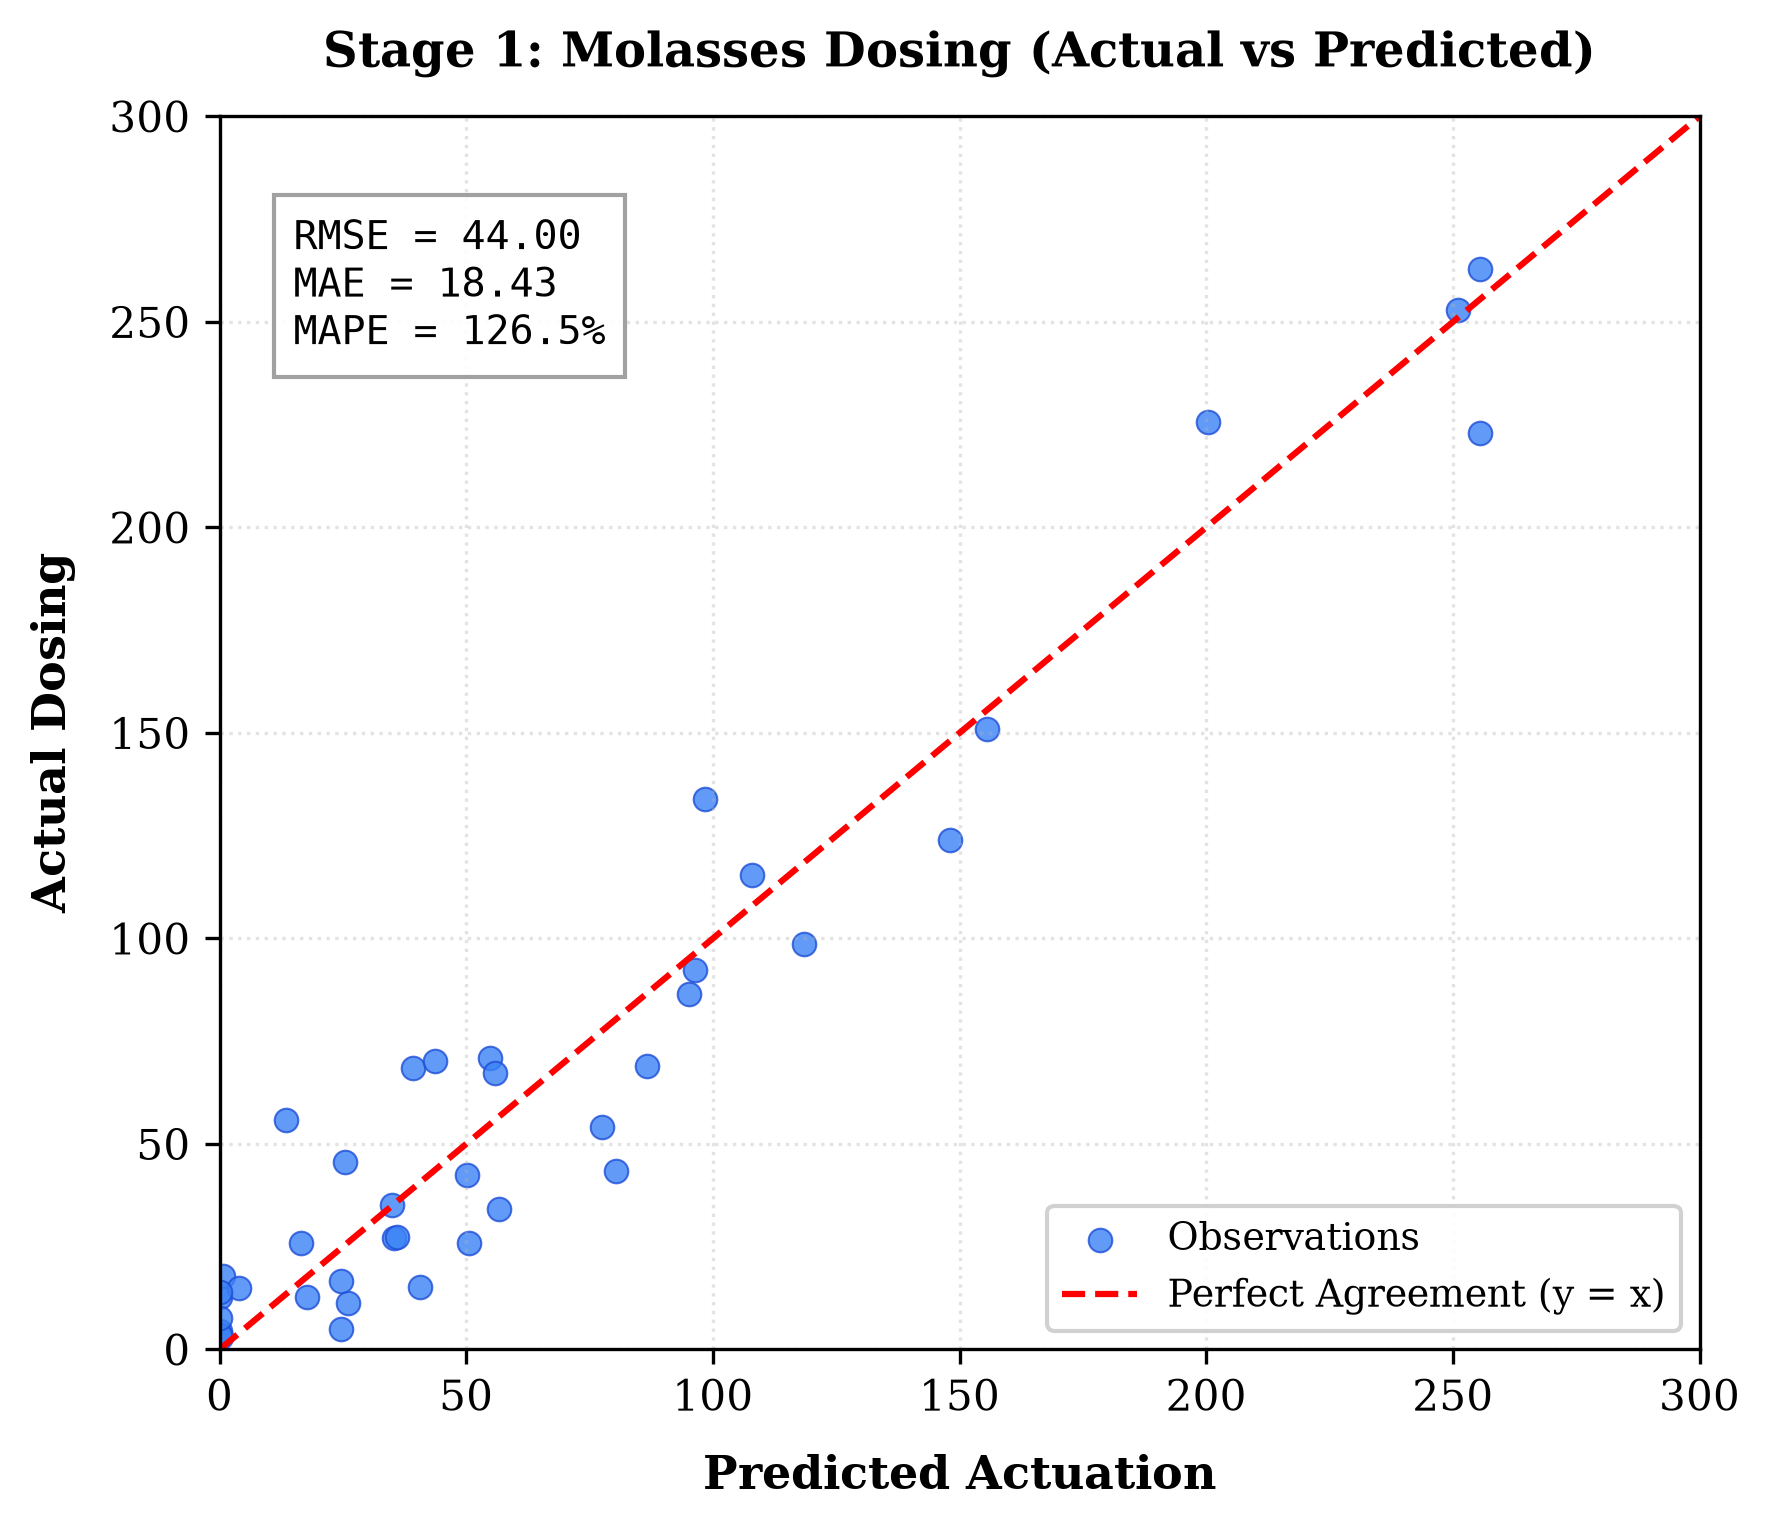 Stage 1: Molasses Dosing (Actual vs Predicted)
300
250
200
150
100
50
0
Actual Dosing
RMSE = 44.00
MAE = 18.43
MAPE = 126.5%
Observations
Perfect Agreement (y = x)
0 50 100 150 200 250 300
Predicted Actuation